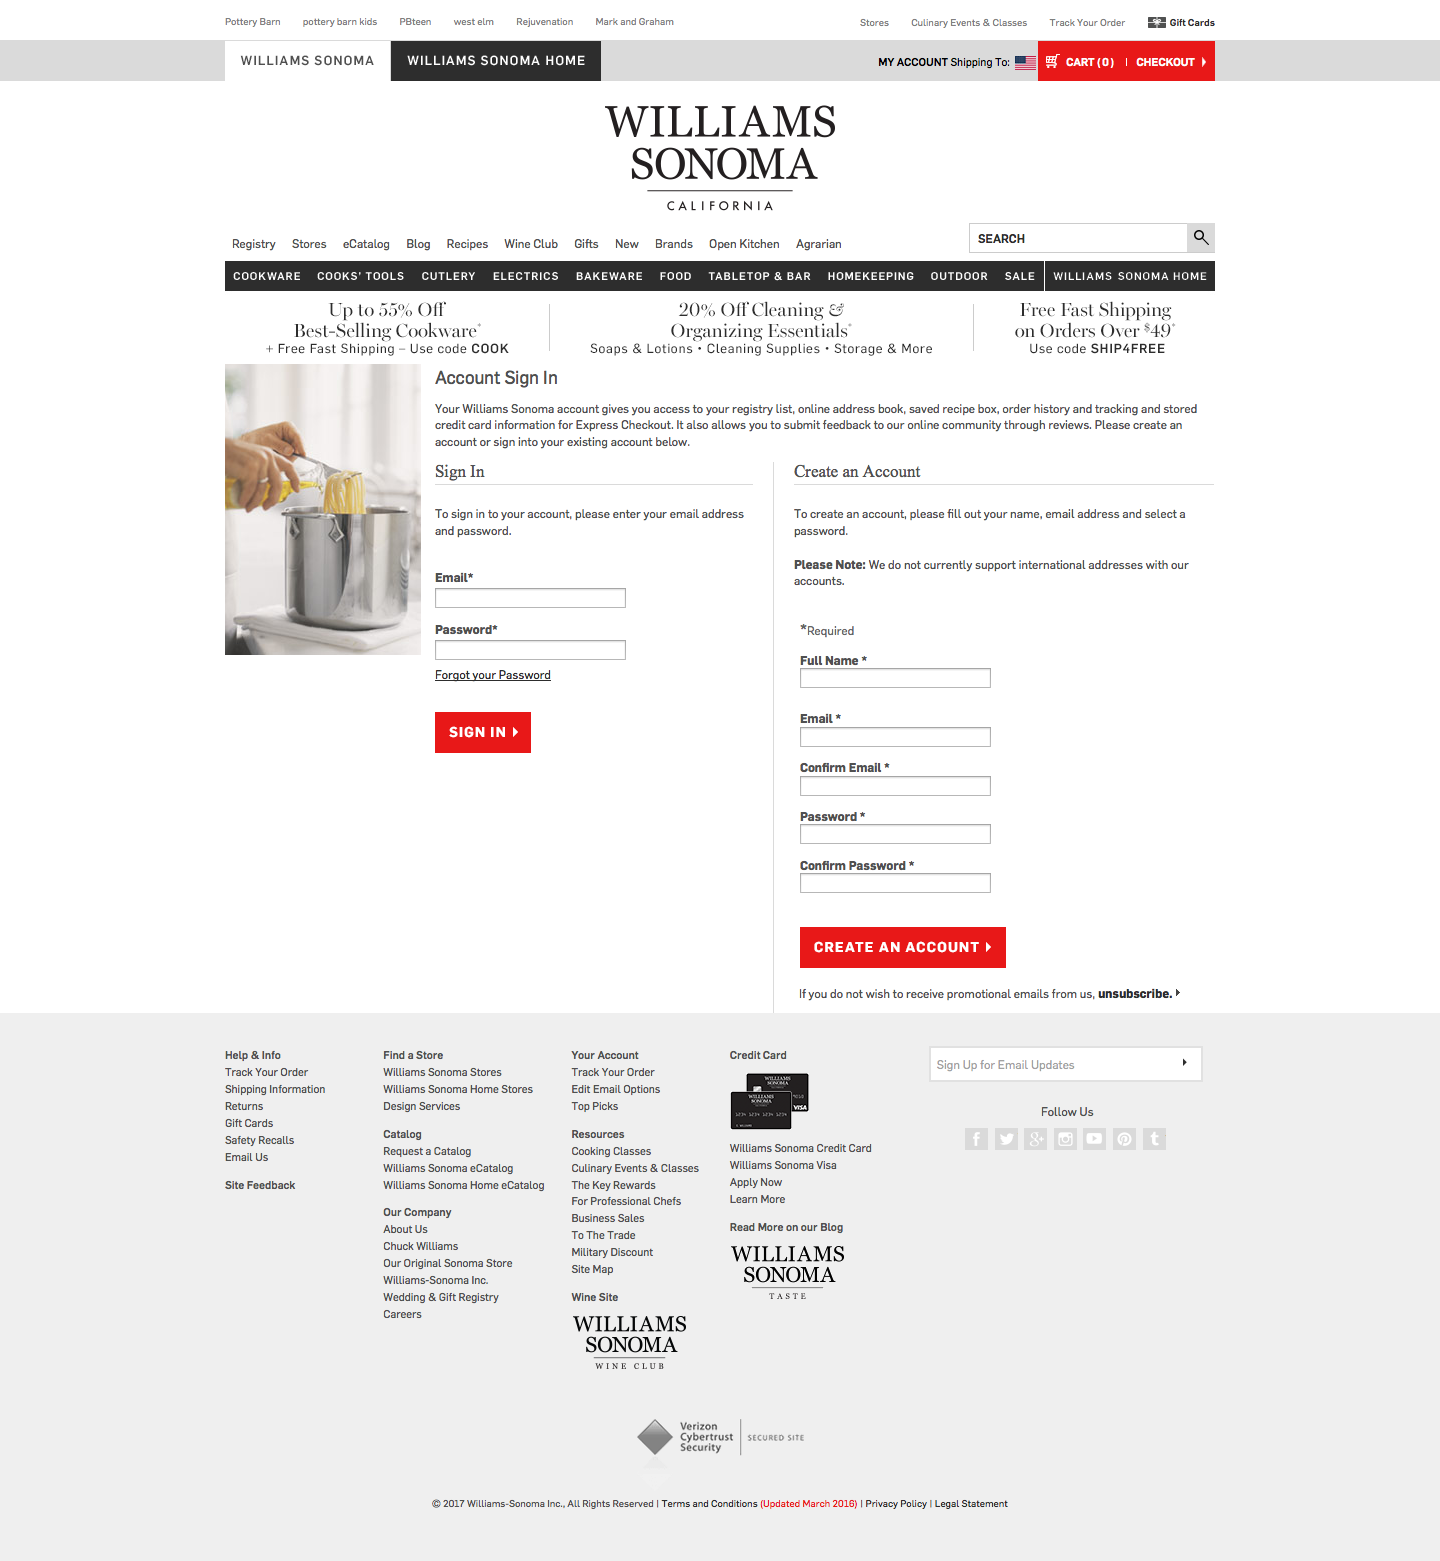 Pottery Barn pottery barn kids PBteen west elm Rejuvenation Mark and Graham Stores Culinary Events & Classes Track Your Order Gift Cards
WILLIAMS SONOMA WILLIAMS SONOMA HOME MY ACCOUNT Shipping To: CART (0) | CHECKOUT
WILLIAMS
SONOMA
CALIFORNIA
Registry Stores eCatalog Blog Recipes Wine Club Gifts New Brands Open Kitchen Agrarian SEARCH
COOKWARE COOKS' TOOLS CUTLERY ELECTRICS BAKEWARE FOOD TABLETOP & BAR HOMEKEEPING OUTDOOR SALE WILLIAMS SONOMA HOME
Up to 55% Off
Best-Selling Cookware*
+ Free Fast Shipping – Use code COOK
20% Off Cleaning &
Organizing Essentials*
Soaps & Lotions • Cleaning Supplies • Storage & More
Free Fast Shipping
on Orders Over $49*
Use code SHIP4FREE
Account Sign In
Your Williams Sonoma account gives you access to your registry list, online address book, saved recipe box, order history and tracking and stored
credit card information for Express Checkout. It also allows you to submit feedback to our online community through reviews. Please create an
account or sign into your existing account below.
Sign In
To sign in to your account, please enter your email address
and password.
Email*
Password*
Forgot your Password
SIGN IN
Create an Account
To create an account, please fill out your name, email address and select a
password.
Please Note: We do not currently support international addresses with our
accounts.
*Required
Full Name *
Email *
Confirm Email *
Password *
Confirm Password *
CREATE AN ACCOUNT
If you do not wish to receive promotional emails from us, unsubscribe.
Help & Info
Track Your Order
Shipping Information
Returns
Gift Cards
Safety Recalls
Email Us
Site Feedback
Find a Store
Williams Sonoma Stores
Williams Sonoma Home Stores
Design Services
Catalog
Request a Catalog
Williams Sonoma eCatalog
Williams Sonoma Home eCatalog
Our Company
About Us
Chuck Williams
Our Original Sonoma Store
Williams-Sonoma Inc.
Wedding & Gift Registry
Careers
Your Account
Track Your Order
Edit Email Options
Top Picks
Resources
Cooking Classes
Culinary Events & Classes
The Key Rewards
For Professional Chefs
Business Sales
To The Trade
Military Discount
Site Map
Wine Site
WILLIAMS
SONOMA
WINE CLUB
Credit Card
WILLIAMS
SONOMA
VISA
Williams Sonoma Credit Card
Williams Sonoma Visa
Apply Now
Learn More
Read More on our Blog
WILLIAMS
SONOMA
TASTE
Sign Up for Email Updates
Follow Us
Verizon
Cybertrust
Security
SECURED SITE
© 2017 Williams-Sonoma Inc., All Rights Reserved | Terms and Conditions (Updated March 2016) | Privacy Policy | Legal Statement